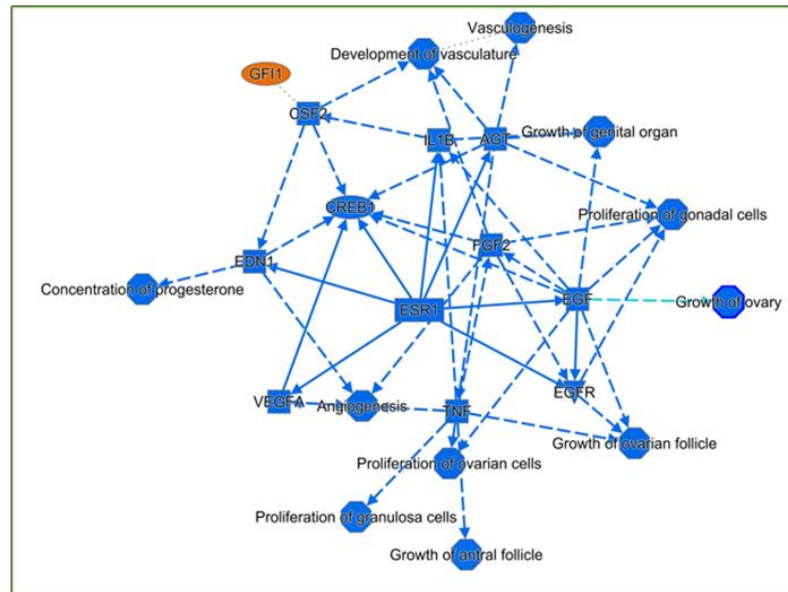 Vasculogenesis
Development of vasculature
GFI1
CSF2
IL1B
AGT
Growth of genital organ
CREB1
Proliferation of gonadal cells
FGF2
EDN1
Concentration of progesterone
ESR1
EGF
Growth of ovary
EGFR
VEGFA
Angiogenesis
TNF
Growth of ovarian follicle
Proliferation of ovarian cells
Proliferation of granulosa cells
Growth of antral follicle